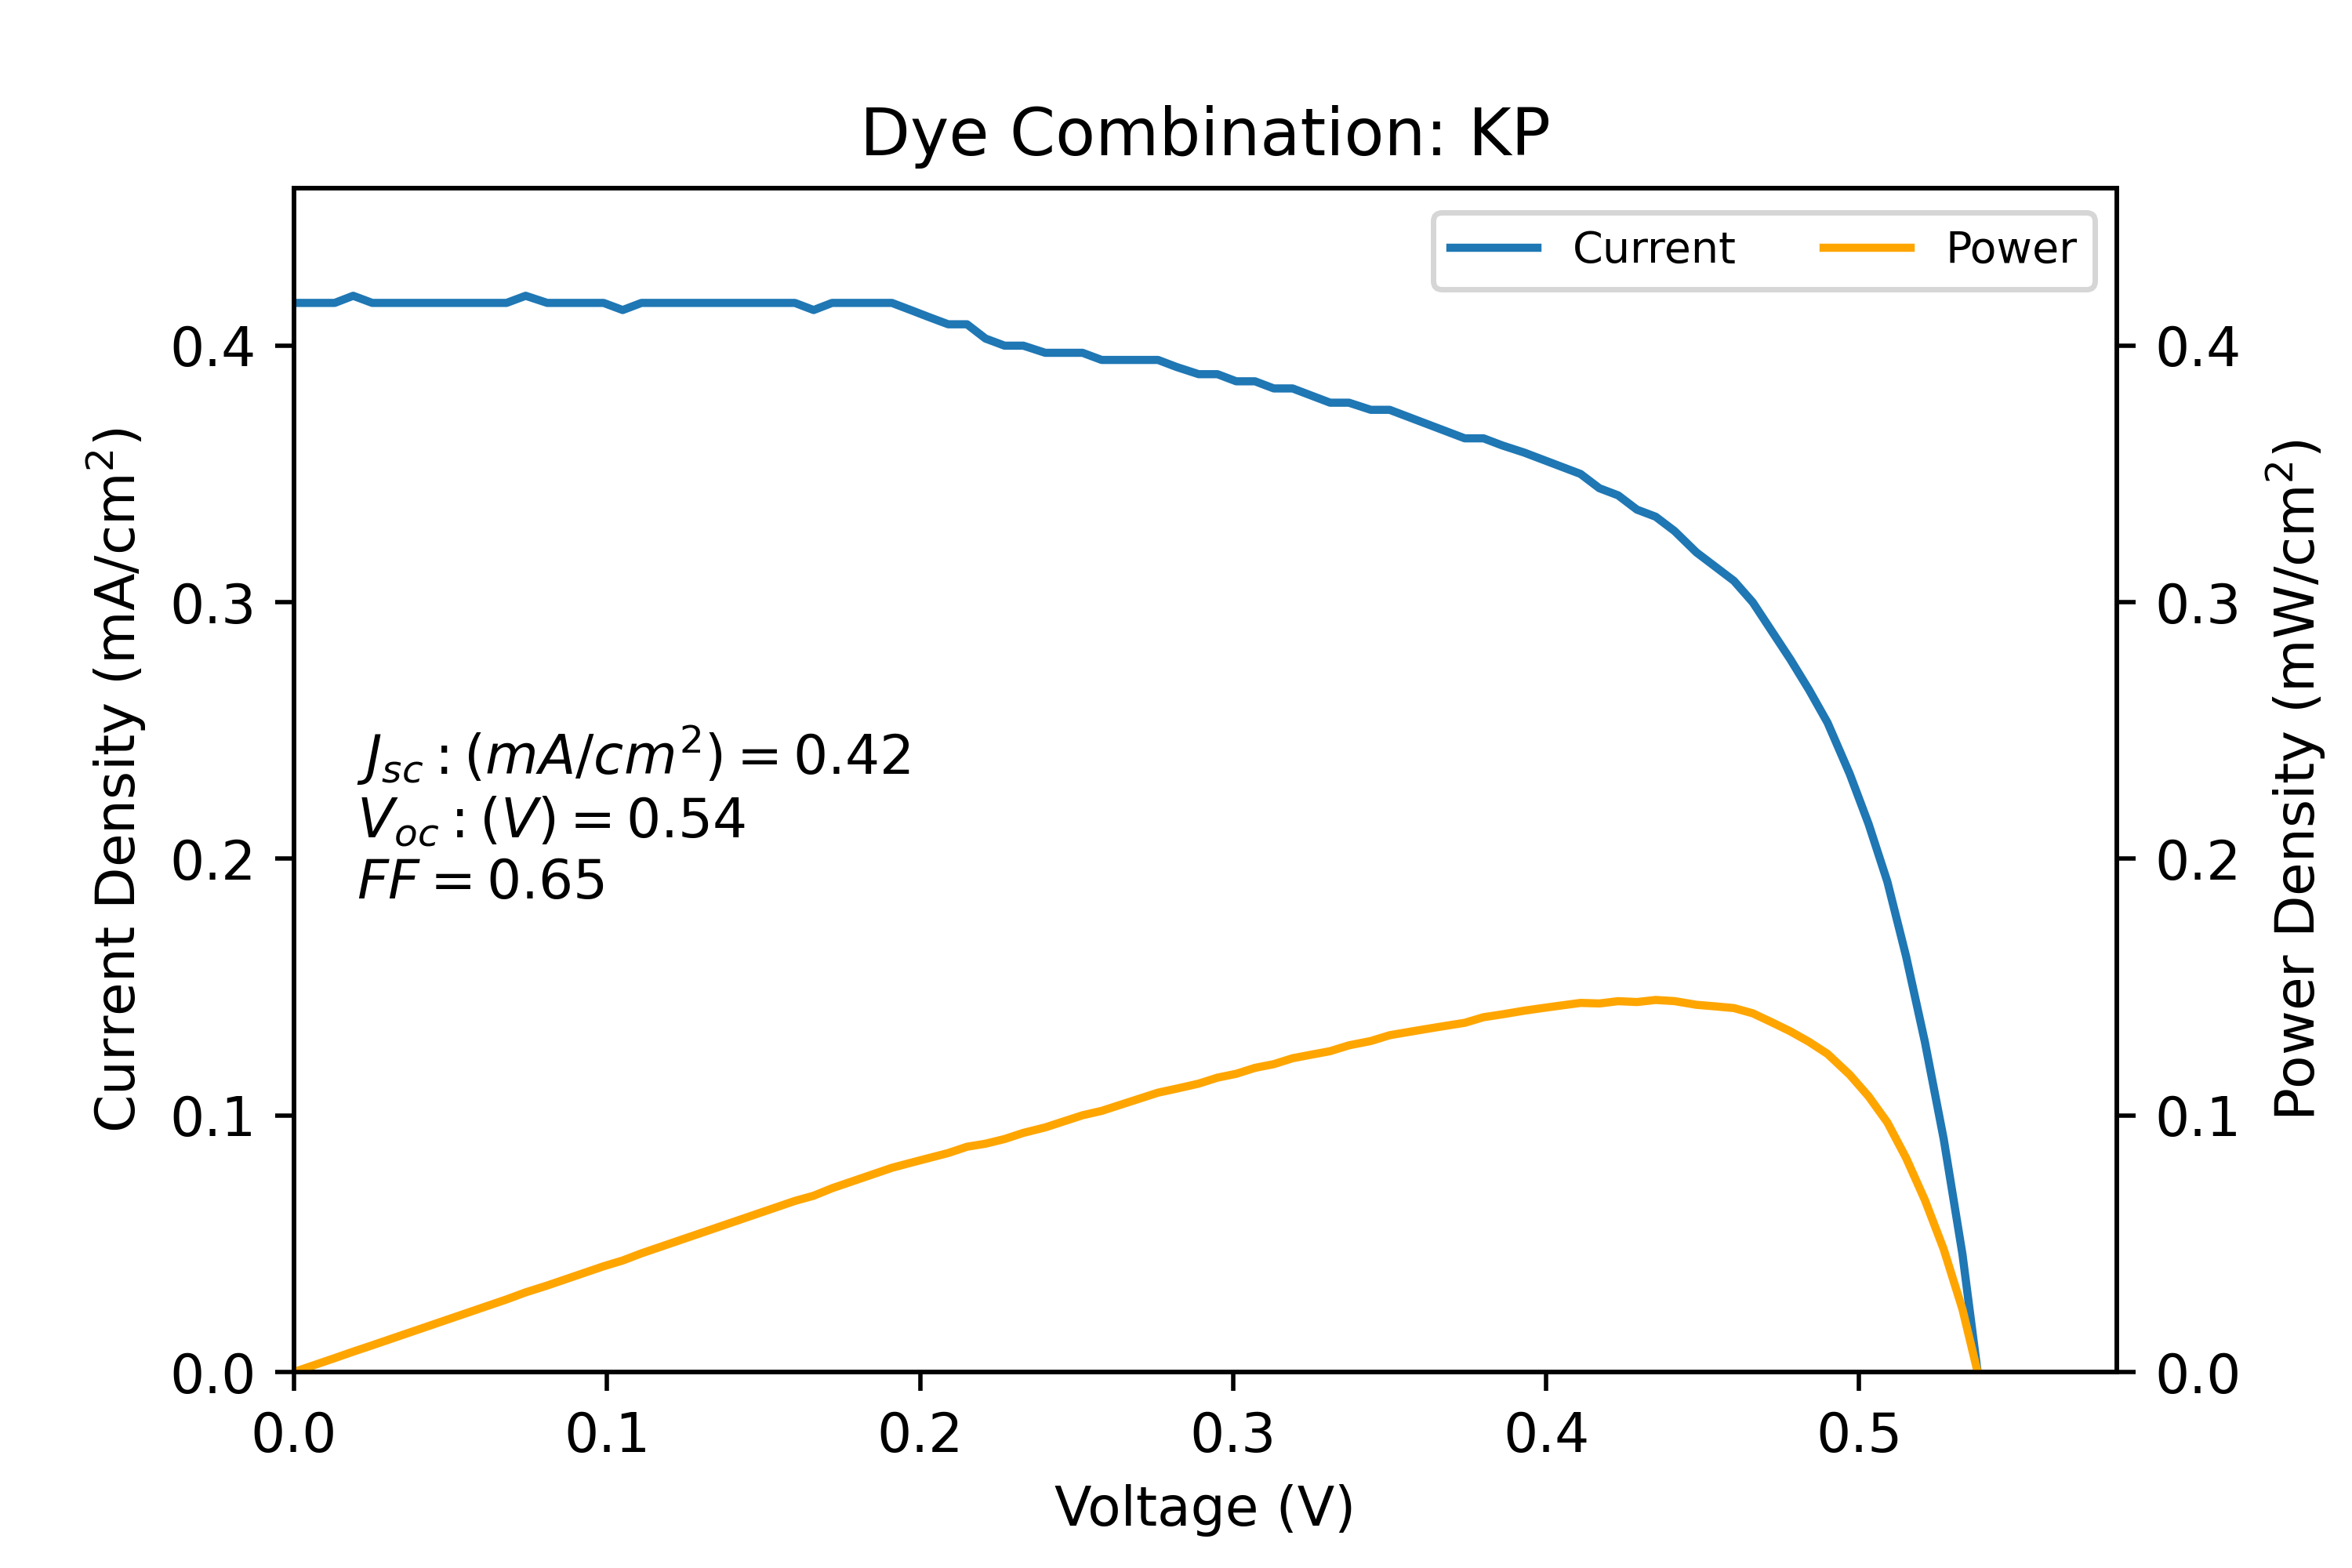 Dye Combination: KP
Current Power
Current Density (mA/cm²)
0.4
0.3
0.2
0.1
0.0
J_sc : (mA/cm²) = 0.42
V_oc : (V) = 0.54
FF = 0.65
0.4
0.3
0.2
0.1
0.0
Power Density (mW/cm²)
0.0 0.1 0.2 0.3 0.4 0.5
Voltage (V)